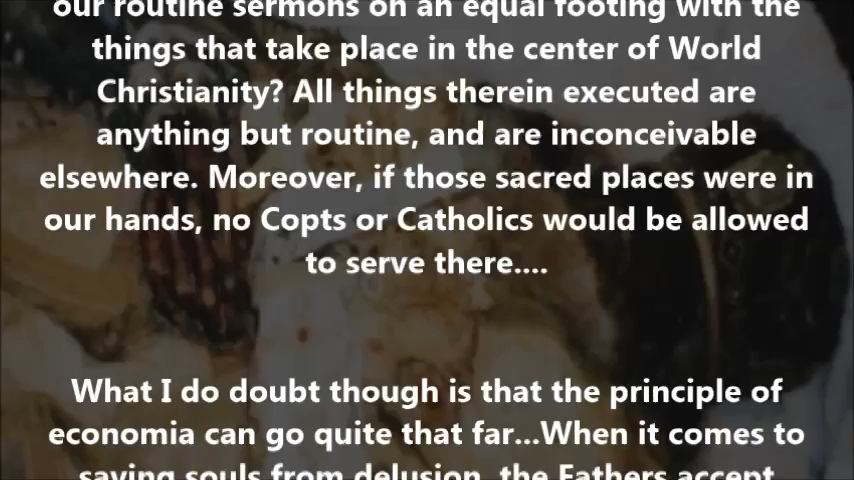 our routine sermons on an equal footing with the
things that take place in the center of World
Christianity? All things therein executed are
anything but routine, and are inconceivable
elsewhere. Moreover, if those sacred places were in
our hands, no Copts or Catholics would be allowed
to serve there....
What I do doubt though is that the principle of
economia can go quite that far...When it comes to
saving souls from delusion, the Fathers accept